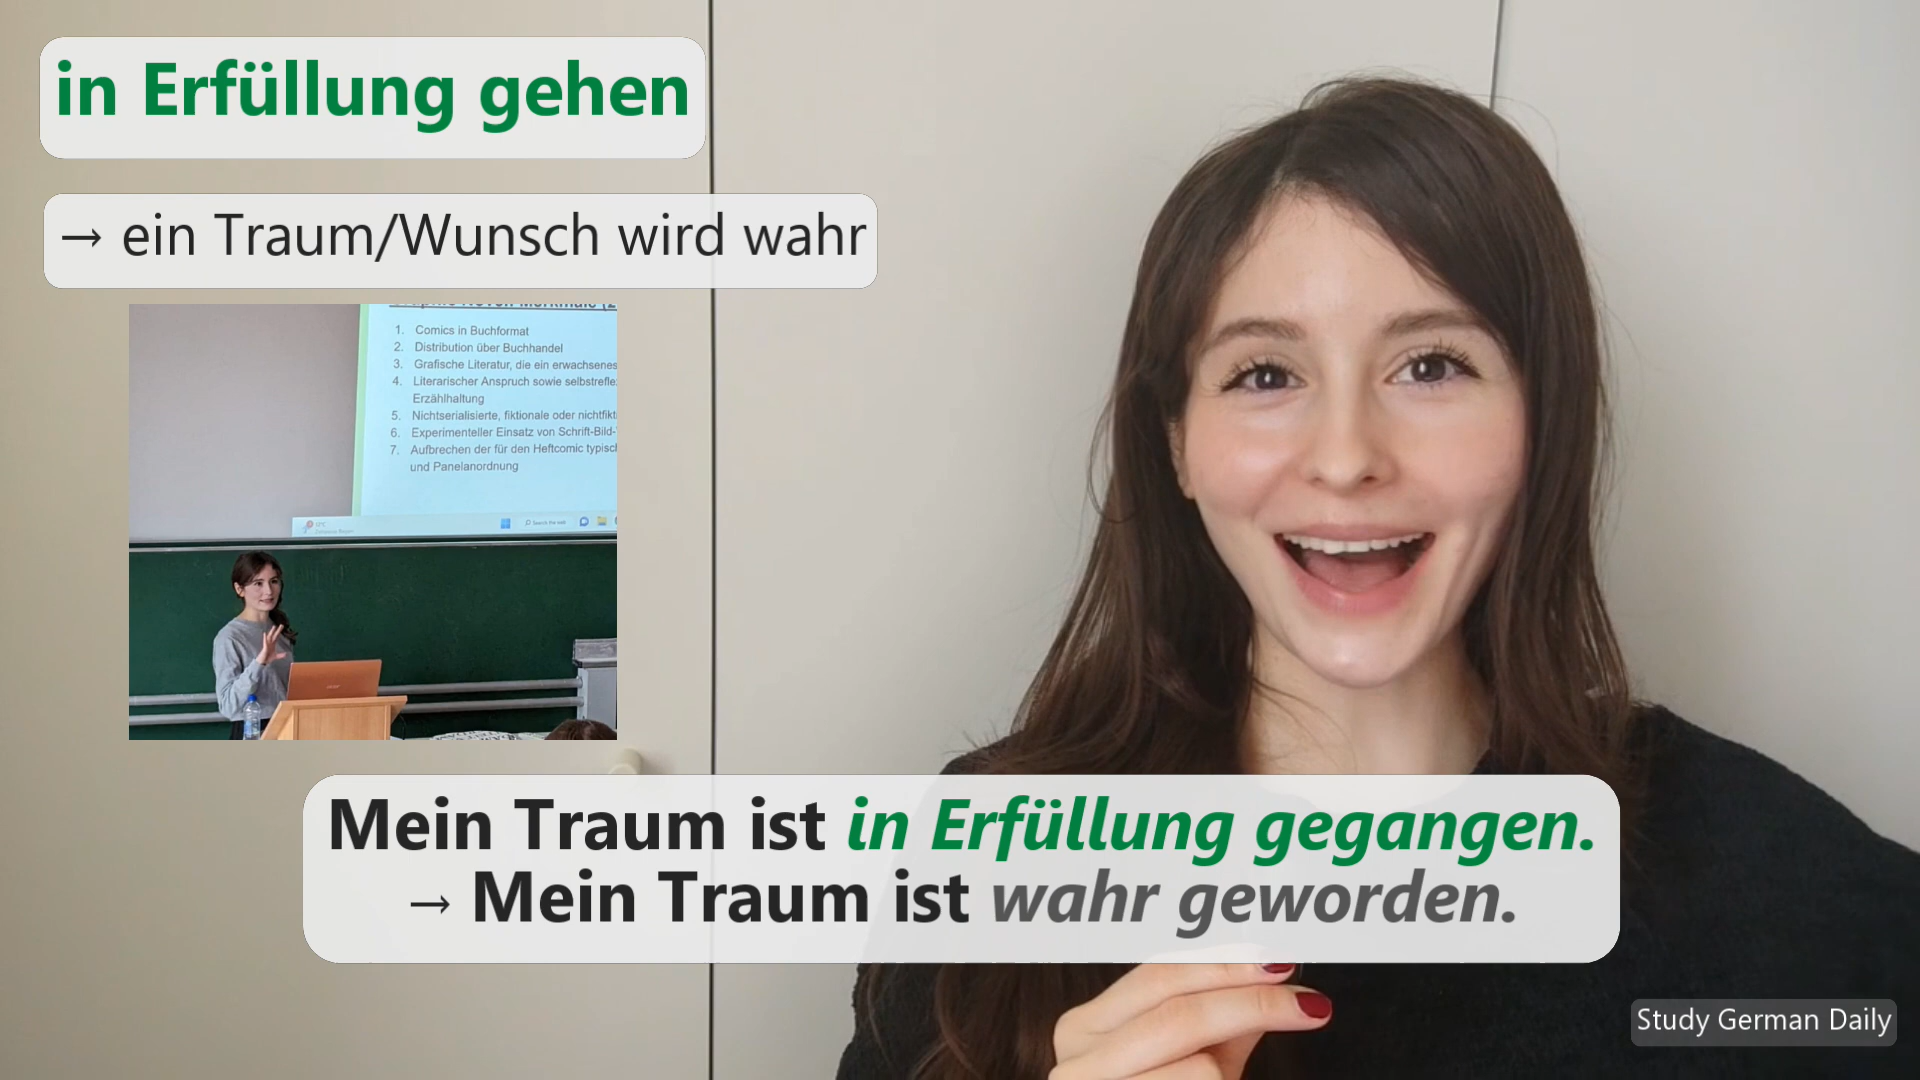 in Erfüllung gehen
→ ein Traum/Wunsch wird wahr
1. Comics in Buchformat
2. Distribution über Buchhandel
3. Grafische Literatur, die ein erwachsenes
4. Literarischer Anspruch sowie
Erzählhaltung
5. Nichtserialisierte, fiktionale oder
6. Experimenteller Einsatz von Schrift-Bild-
7. Aufbrechen der für den Heftcomic
und Panelanordnung
Mein Traum ist in Erfüllung gegangen.
→ Mein Traum ist wahr geworden.
Study German Daily